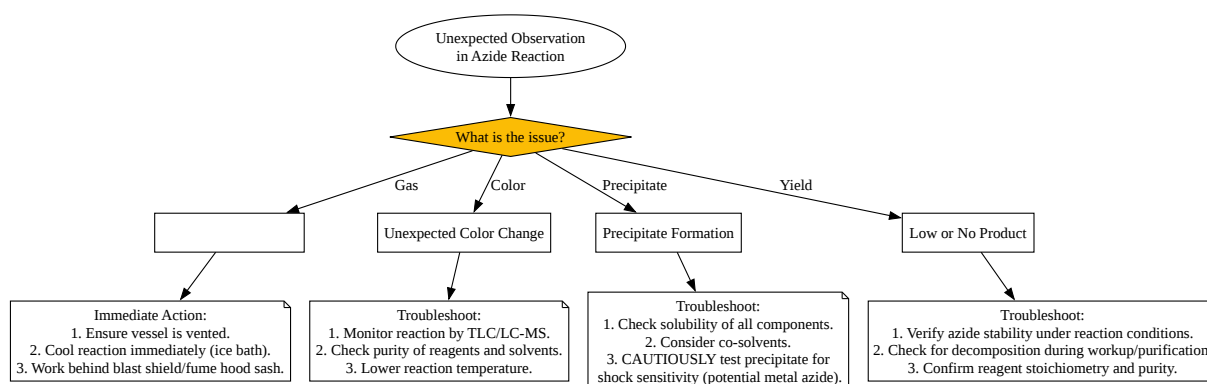 Unexpected Observation
in Azide Reaction
What is the issue?
Gas
Color
Precipitate
Yield
Unexpected Color Change
Precipitate Formation
Low or No Product
Immediate Action:
1. Ensure vessel is vented.
2. Cool reaction immediately (ice bath).
3. Work behind blast shield/fume hood sash.
Troubleshoot:
1. Monitor reaction by TLC/LC-MS.
2. Check purity of reagents and solvents.
3. Lower reaction temperature.
Troubleshoot:
1. Check solubility of all components.
2. Consider co-solvents.
3. CAUTIOUSLY test precipitate for
shock sensitivity (potential metal azide).
Troubleshoot:
1. Verify azide stability under reaction conditions.
2. Check for decomposition during workup/purification.
3. Confirm reagent stoichiometry and purity.